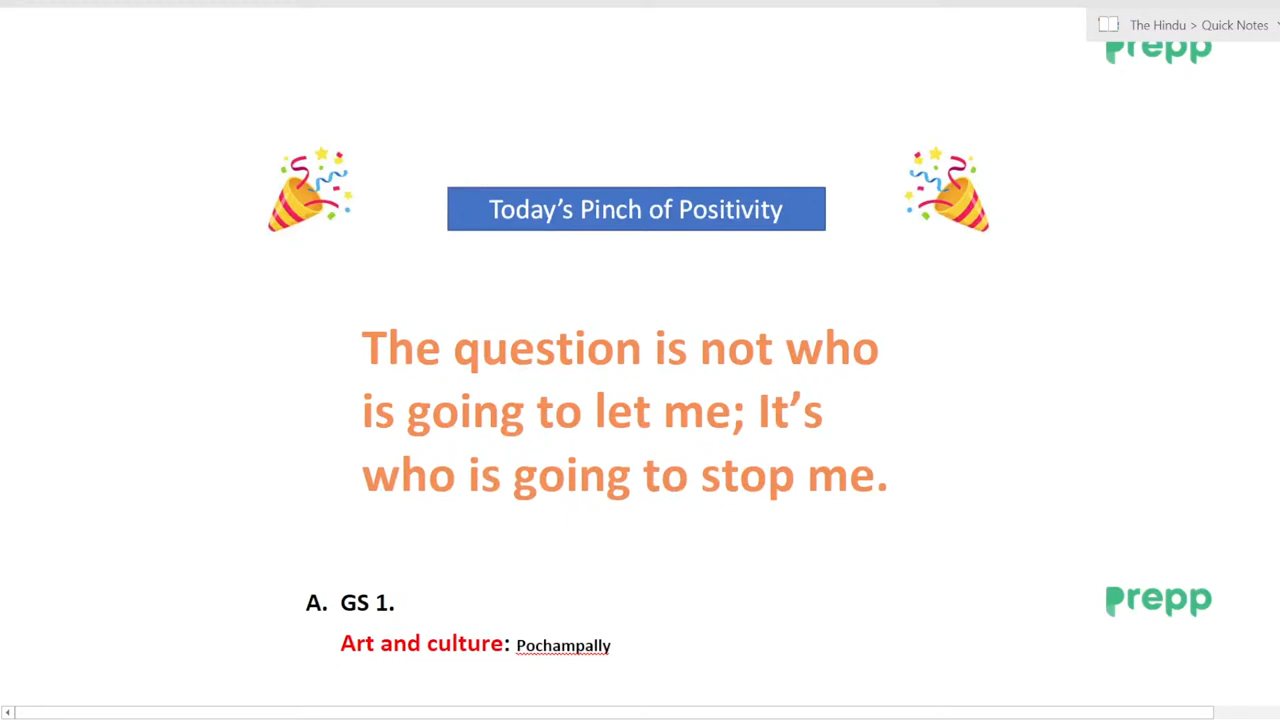 The Hindu > Quick Notes
prepp
Today’s Pinch of Positivity
The question is not who
is going to let me; It’s
who is going to stop me.
A. GS 1.
prepp
Art and culture: Pochampally